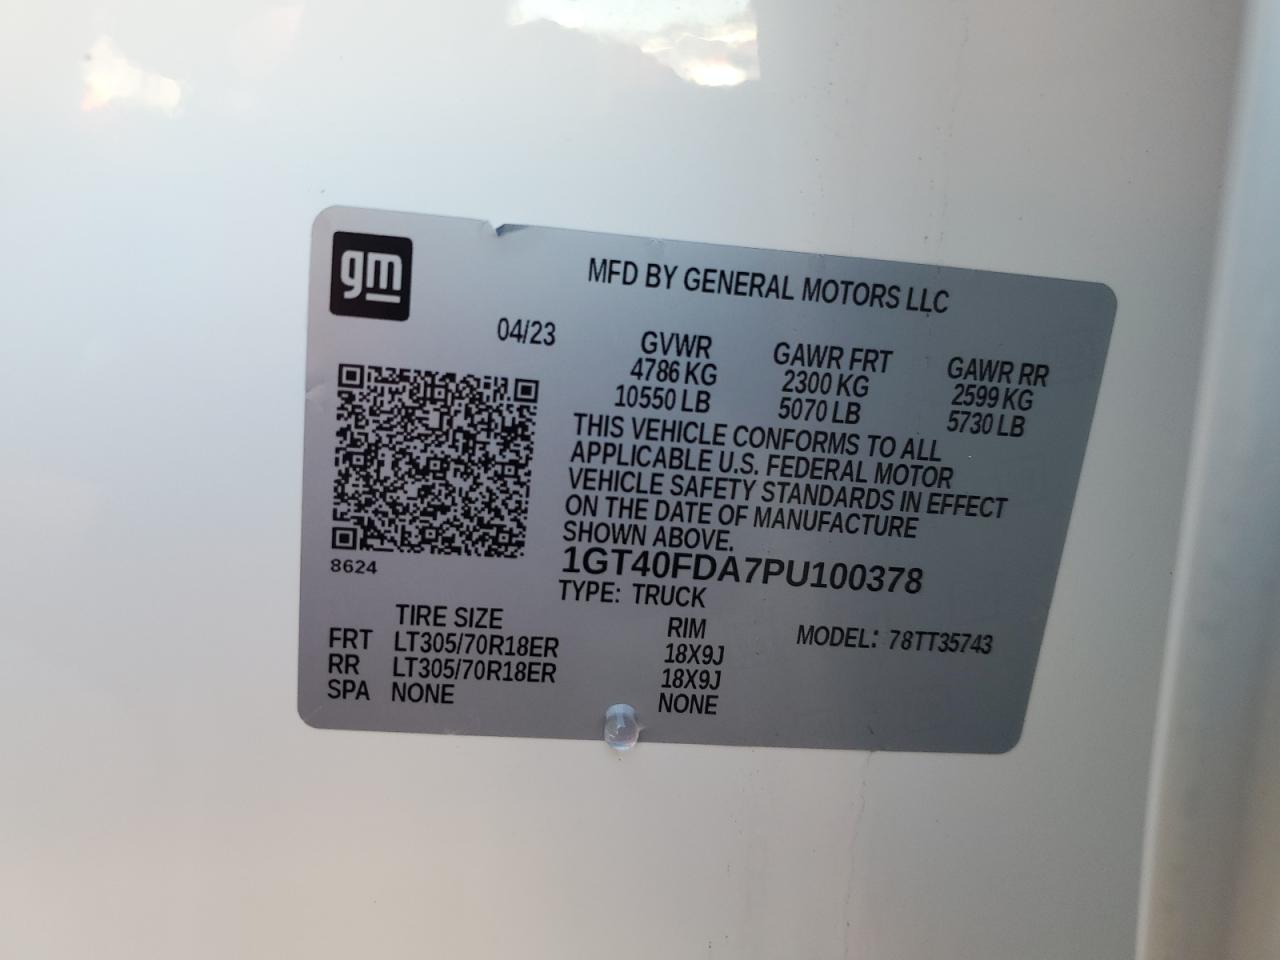 gm
MFD BY GENERAL MOTORS LLC
04/23
GVWR GAWR FRT GAWR RR
4786 KG 2300 KG 2599 KG
10550 LB 5070 LB 5730 LB
THIS VEHICLE CONFORMS TO ALL
APPLICABLE U.S. FEDERAL MOTOR
VEHICLE SAFETY STANDARDS IN EFFECT
ON THE DATE OF MANUFACTURE
SHOWN ABOVE.
1GT40FDA7PU100378
8624
TYPE: TRUCK
TIRE SIZE RIM MODEL: 78TT35743
FRT LT305/70R18ER 18X9J
RR LT305/70R18ER 18X9J
SPA NONE NONE